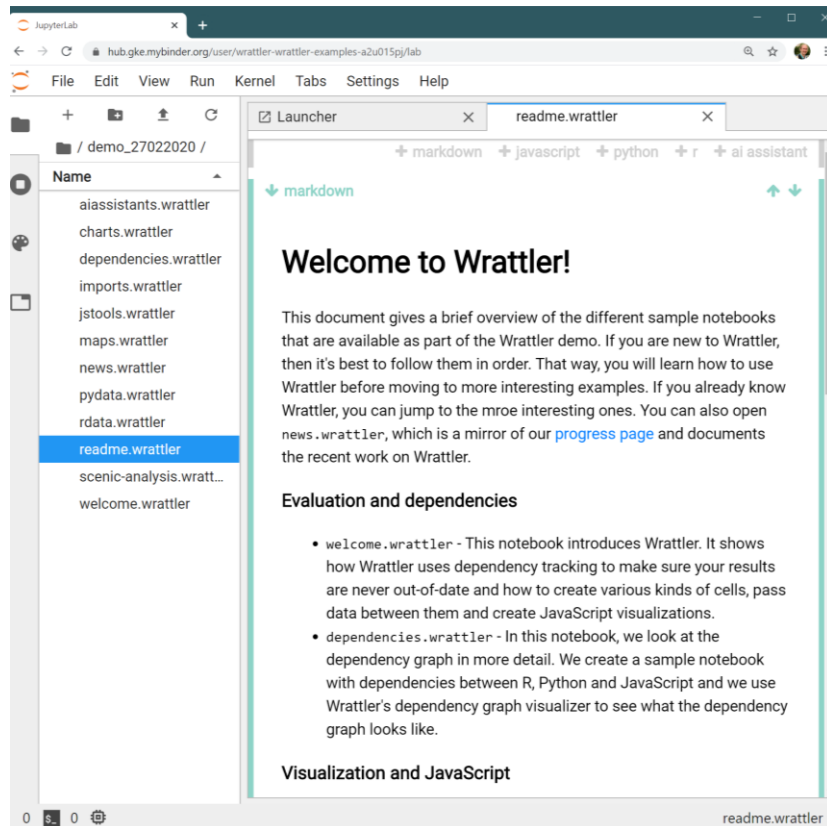 JupyterLab
hub.gke.mybinder.org/user/wrattler-wrattler-examples-a2u015pj/lab
File Edit View Run Kernel Tabs Settings Help
/ demo_27022020 /
Name
aiassistants.wrattler
charts.wrattler
dependencies.wrattler
imports.wrattler
jstools.wrattler
maps.wrattler
news.wrattler
pydata.wrattler
rdata.wrattler
readme.wrattler
scenic-analysis.wratt...
welcome.wrattler
Launcher
readme.wrattler
markdown javascript python r ai assistant
markdown
Welcome to Wrattler!
This document gives a brief overview of the different sample notebooks
that are available as part of the Wrattler demo. If you are new to Wrattler,
then it's best to follow them in order. That way, you will learn how to use
Wrattler before moving to more interesting examples. If you already know
Wrattler, you can jump to the mroe interesting ones. You can also open
news.wrattler, which is a mirror of our progress page and documents
the recent work on Wrattler.
Evaluation and dependencies
• welcome.wrattler - This notebook introduces Wrattler. It shows
how Wrattler uses dependency tracking to make sure your results
are never out-of-date and how to create various kinds of cells, pass
data between them and create JavaScript visualizations.
• dependencies.wrattler - In this notebook, we look at the
dependency graph in more detail. We create a sample notebook
with dependencies between R, Python and JavaScript and we use
Wrattler's dependency graph visualizer to see what the dependency
graph looks like.
Visualization and JavaScript
0 $_ 0
readme.wrattler